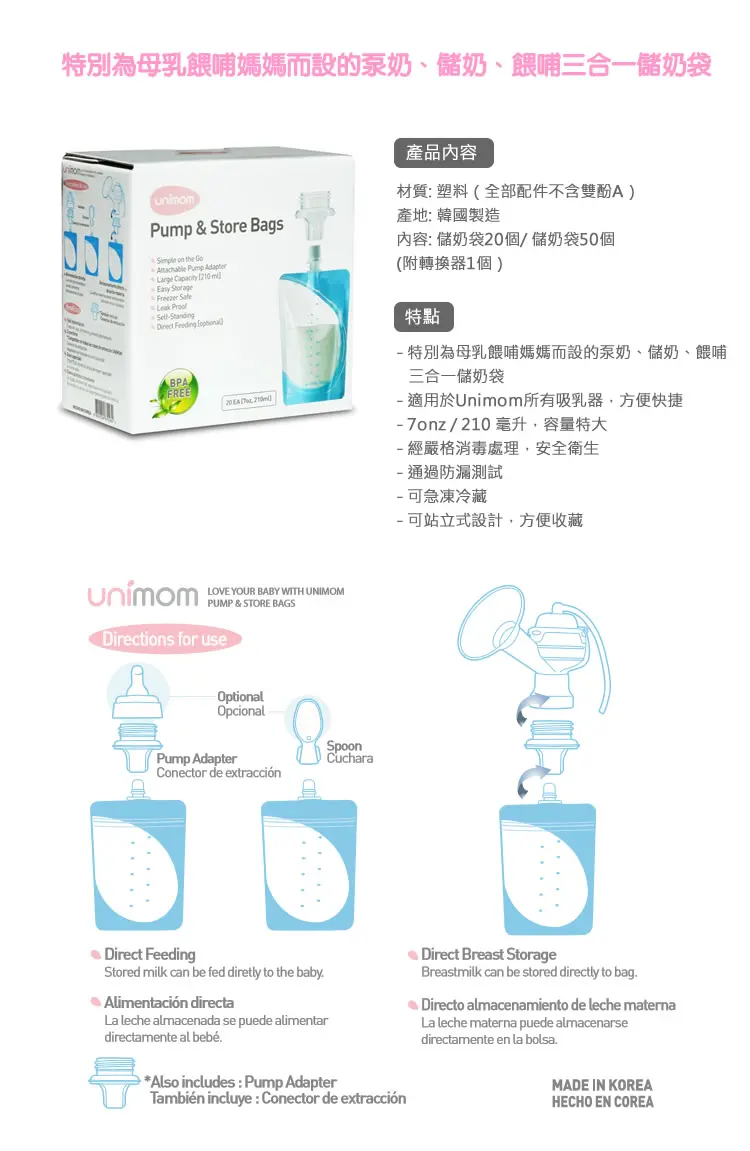 特別為母乳餵哺媽媽而設的泵奶、儲奶、餵哺三合一儲奶袋
產品內容
材質: 塑料 ( 全部配件不含雙酚A )
產地: 韓國製造
內容: 儲奶袋20個/ 儲奶袋50個
(附轉換器1個 )
特點
- 特別為母乳餵哺媽媽而設的泵奶、儲奶、餵哺
三合一儲奶袋
- 適用於Unimom所有吸乳器，方便快捷
- 7onz / 210 毫升，容量特大
- 經嚴格消毒處理，安全衛生
- 通過防漏測試
- 可急凍冷藏
- 可站立式設計，方便收藏
unimom
unimom
Pump & Store Bags
Simple on the Go
Attachable Pump Adapter
Large Capacity [210 ml]
Easy Storage
Freezer Safe
Leak Proof
Self-Standing
Direct Feeding [optional]
BPA
FREE
20 EA [7oz, 210ml]
unimom
LOVE YOUR BABY WITH UNIMOM
PUMP & STORE BAGS
Directions for use
Optional
Opcional
Spoon
Cuchara
Pump Adapter
Conector de extracción
Direct Feeding
Stored milk can be fed diretly to the baby.
Alimentación directa
La leche almacenada se puede alimentar
directamente al bebé.
Direct Breast Storage
Breastmilk can be stored directly to bag.
Directo almacenamiento de leche materna
La leche materna puede almacenarse
directamente en la bolsa.
*Also includes : Pump Adapter
También incluye : Conector de extracción
MADE IN KOREA
HECHO EN COREA